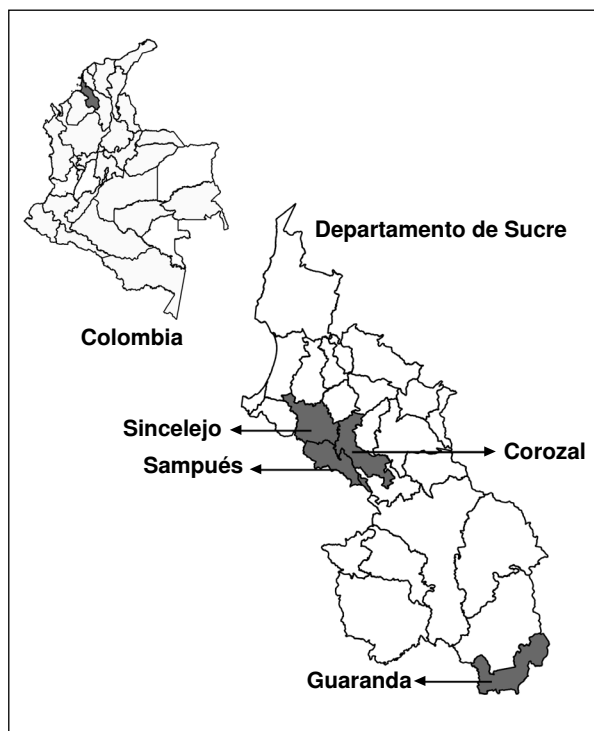 Departamento de Sucre
Colombia
Sincelejo
Corozal
Sampués
Guaranda